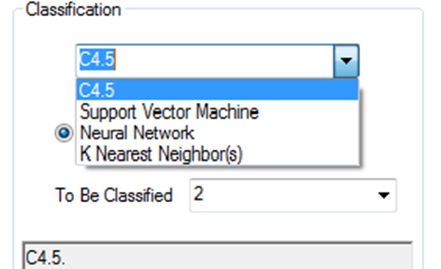 Classification
C4.5
C4.5
Support Vector Machine
Neural Network
K Nearest Neighbor(s)
To Be Classified 2
C4.5.